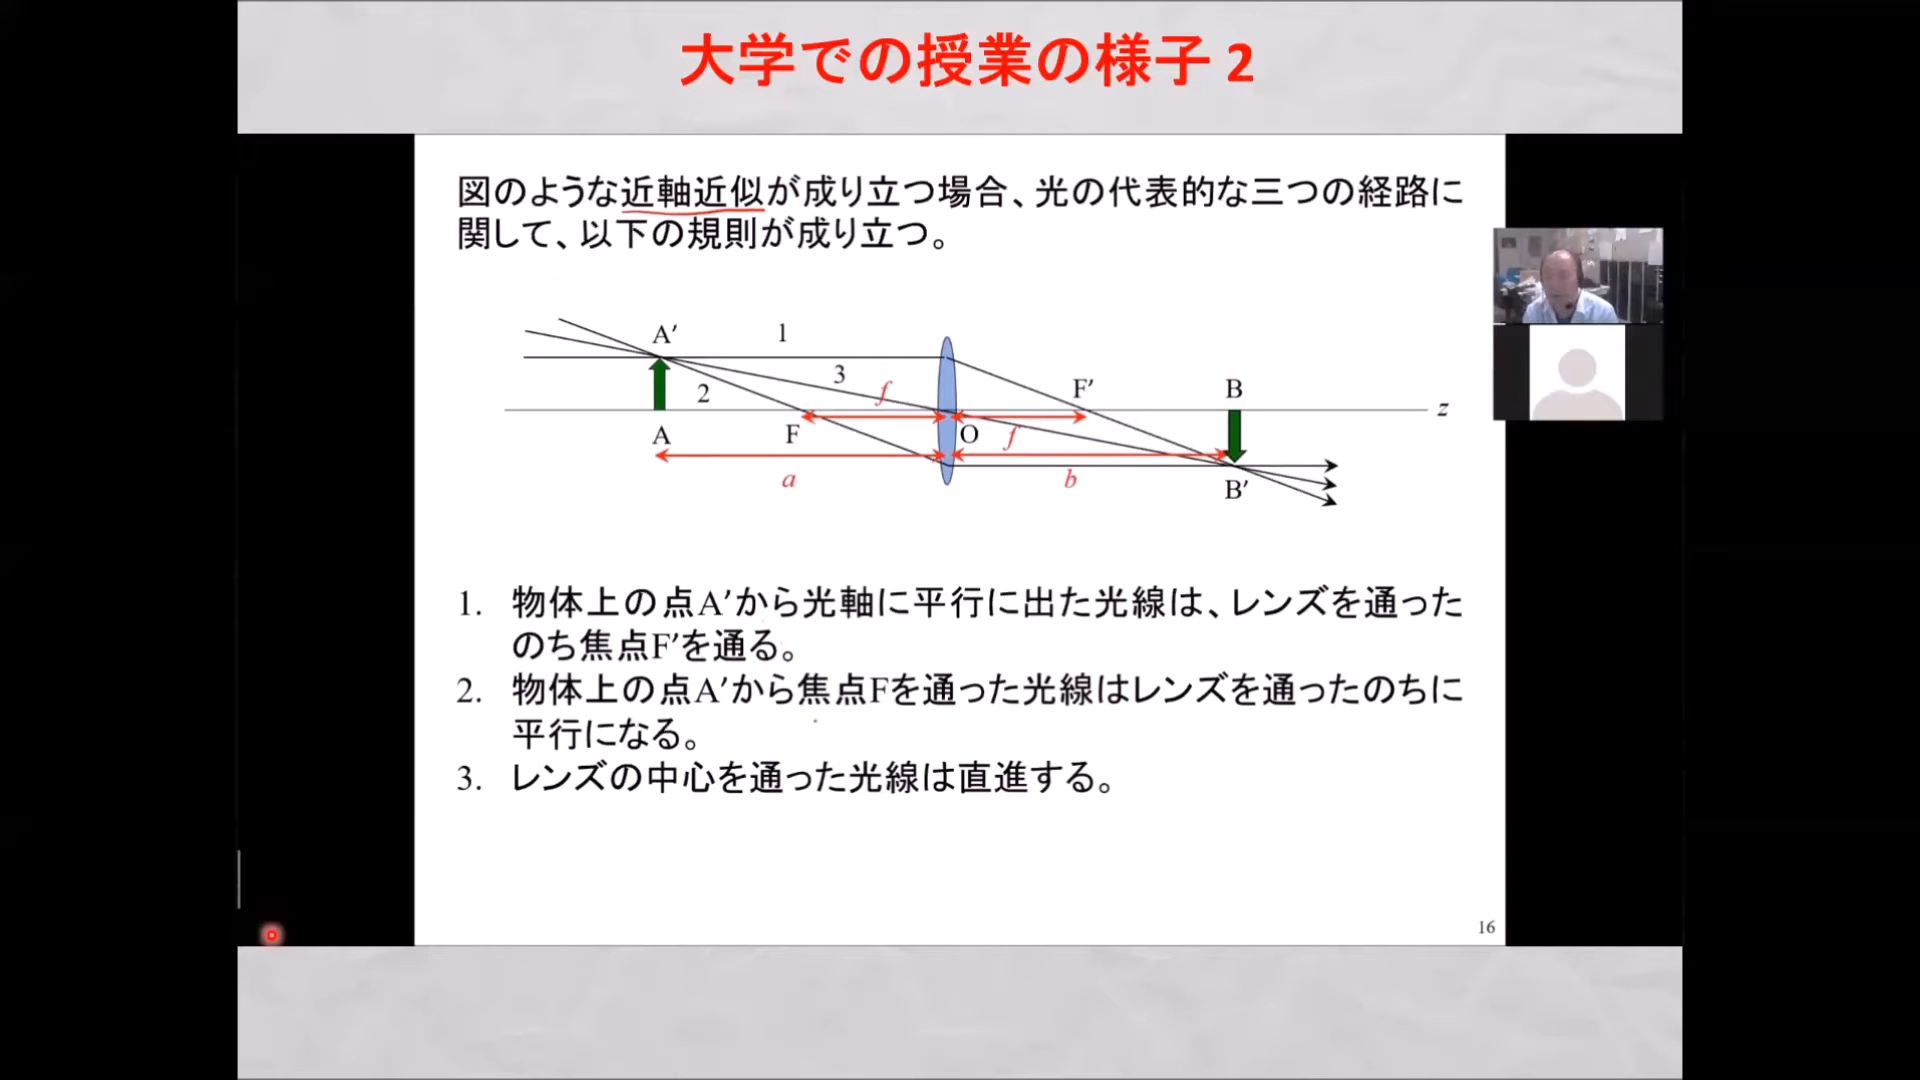 大学での授業の様子 2
図のような近軸近似が成り立つ場合、光の代表的な三つの経路に
関して、以下の規則が成り立つ。
A′
1
3
2
f
F′
B
z
A
F
O
f
a
b
B′
1. 物体上の点A′から光軸に平行に出た光線は、レンズを通った
のち焦点F′を通る。
2. 物体上の点A′から焦点Fを通った光線はレンズを通ったのちに
平行になる。
3. レンズの中心を通った光線は直進する。
16